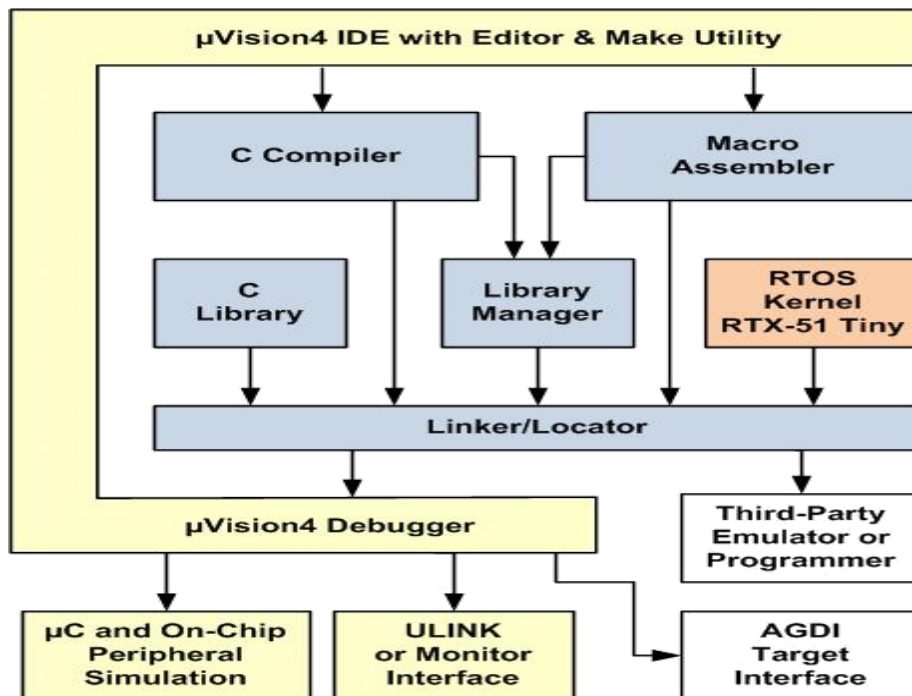 µVision4 IDE with Editor & Make Utility
C Compiler
Macro
Assembler
C
Library
Library
Manager
RTOS
Kernel
RTX-51 Tiny
Linker/Locator
µVision4 Debugger
Third-Party
Emulator or
Programmer
µC and On-Chip
Peripheral
Simulation
ULINK
or Monitor
Interface
AGDI
Target
Interface